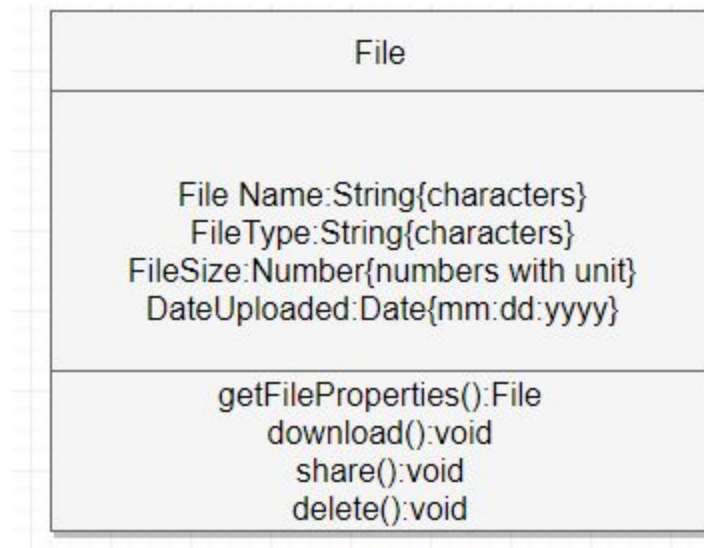 File
File Name:String{characters}
FileType:String{characters}
FileSize:Number{numbers with unit}
DateUploaded:Date{mm:dd:yyyy}
getFileProperties():File
download():void
share():void
delete():void